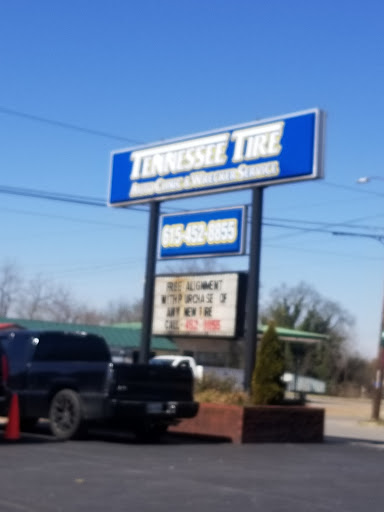 TENNESSEE TIRE
AUTO CLINIC & WRECKER SERVICE
615-452-0955
FREE ALIGNMENT
WITH PURCHASE OF
ANY NEW TIRE
CALL 452-0955